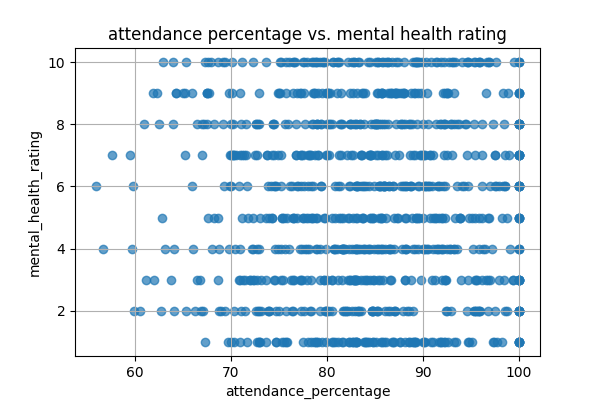 attendance percentage vs. mental health rating
10
8
6
4
2
mental_health_rating
60 70 80 90 100
attendance_percentage